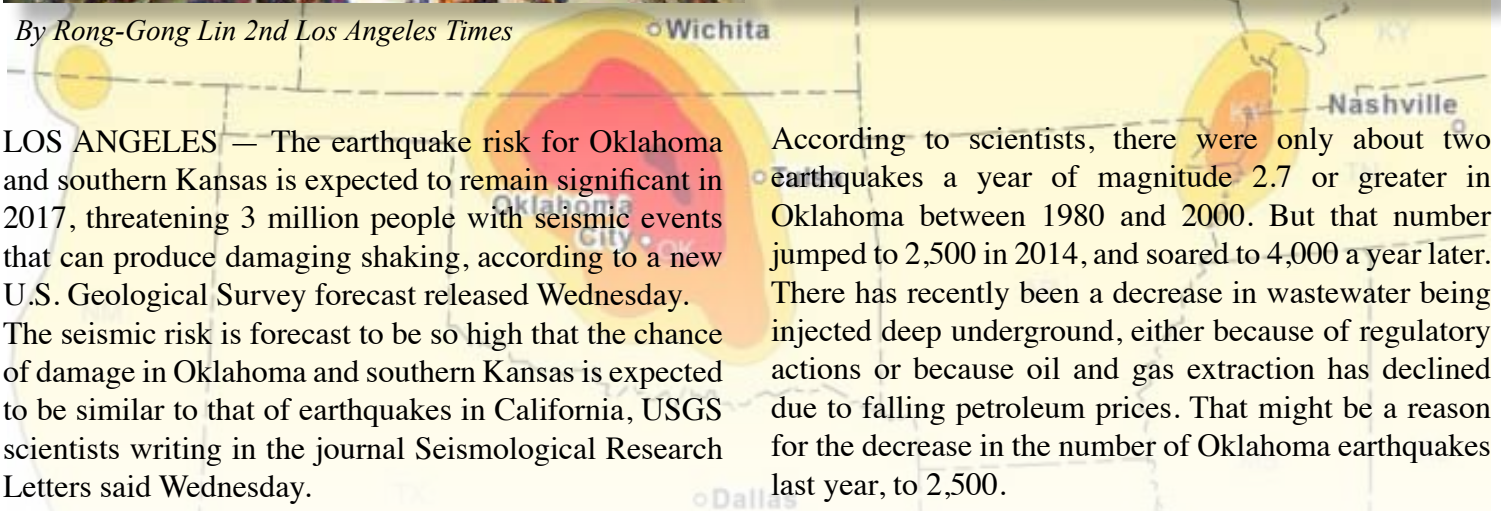 By Rong-Gong Lin 2nd Los Angeles Times
LOS ANGELES — The earthquake risk for Oklahoma
and southern Kansas is expected to remain significant in
2017, threatening 3 million people with seismic events
that can produce damaging shaking, according to a new
U.S. Geological Survey forecast released Wednesday.
The seismic risk is forecast to be so high that the chance
of damage in Oklahoma and southern Kansas is expected
to be similar to that of earthquakes in California, USGS
scientists writing in the journal Seismological Research
Letters said Wednesday.
According to scientists, there were only about two
earthquakes a year of magnitude 2.7 or greater in
Oklahoma between 1980 and 2000. But that number
jumped to 2,500 in 2014, and soared to 4,000 a year later.
There has recently been a decrease in wastewater being
injected deep underground, either because of regulatory
actions or because oil and gas extraction has declined
due to falling petroleum prices. That might be a reason
for the decrease in the number of Oklahoma earthquakes
last year, to 2,500.
Wichita
KY
Nashville
Oklahoma
City
OK
TN
NM
TX
Dallas